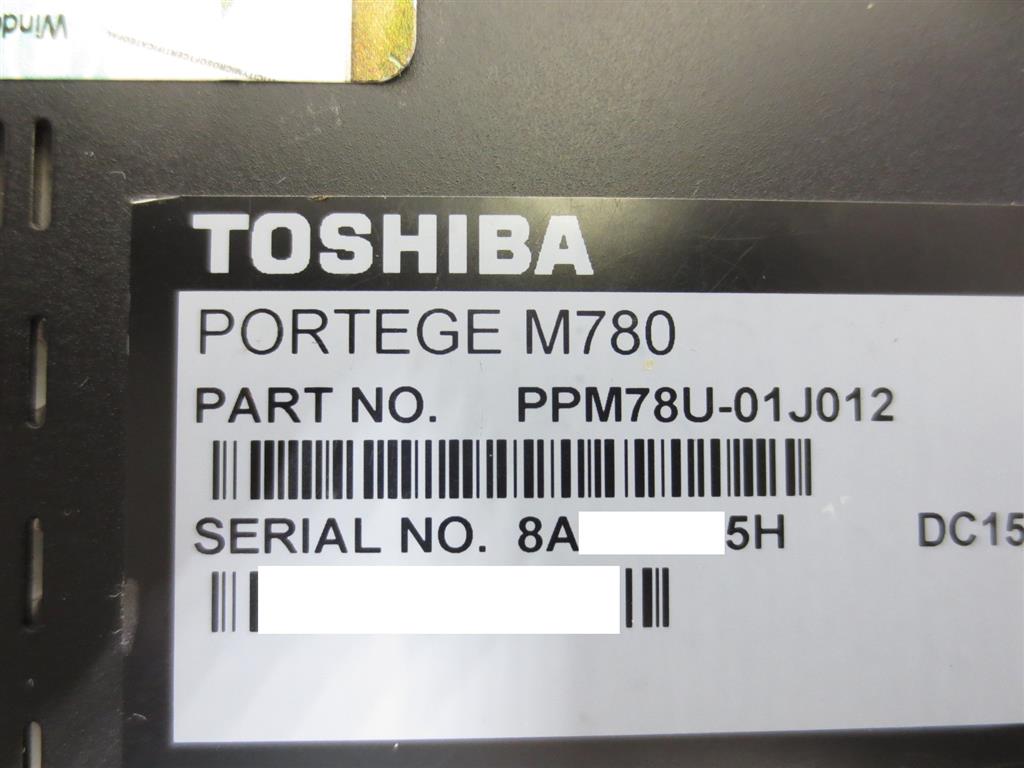 TOSHIBA
PORTEGE M780
PART NO. PPM78U-01J012
SERIAL NO. 8A 5H DC15